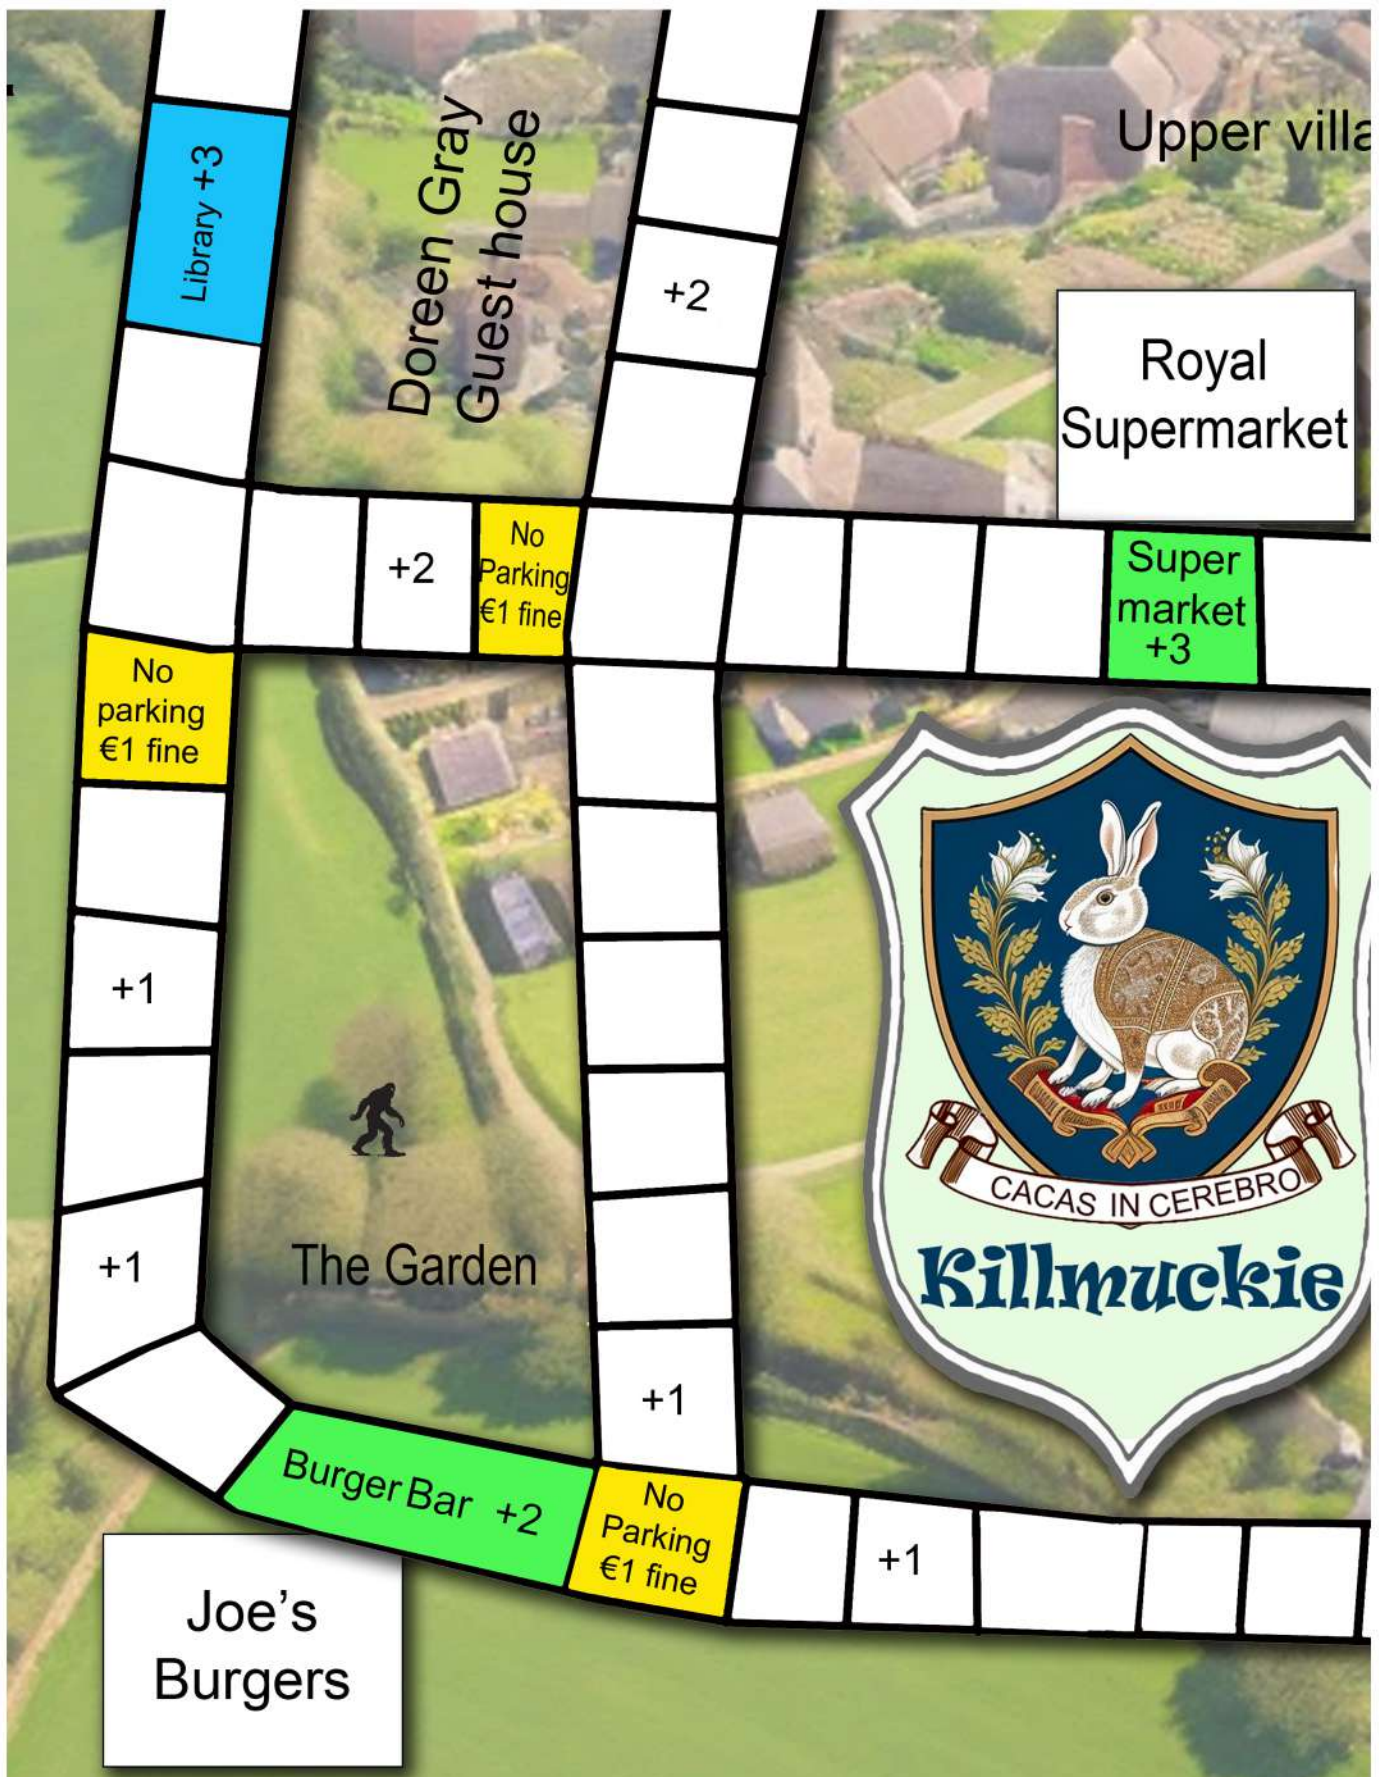 Library +3
Doreen Gray
Guest house
+2
Upper villa
Royal
Supermarket
+2
No
Parking
€1 fine
Super
market
+3
No
parking
€1 fine
+1
+1
The Garden
CACAS IN CEREBRO
Killmuckie
+1
Burger Bar +2
No
Parking
€1 fine
+1
Joe's
Burgers